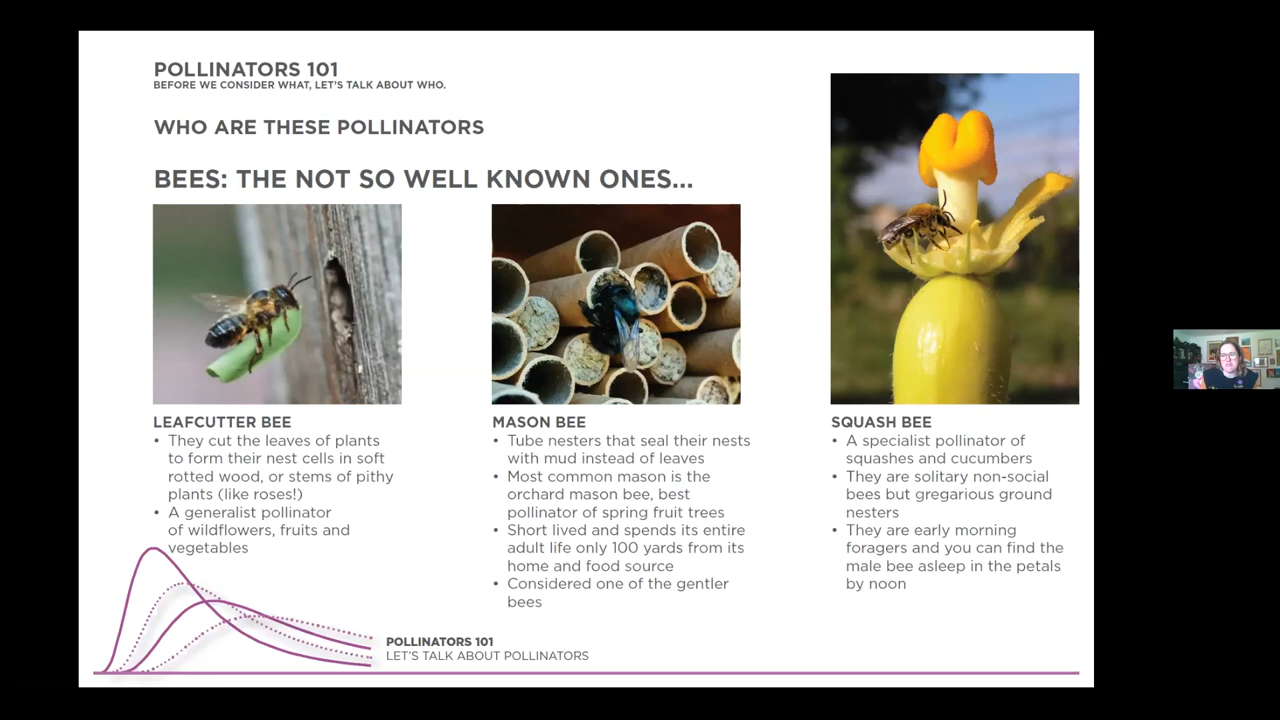 POLLINATORS 101
BEFORE WE CONSIDER WHAT, LET'S TALK ABOUT WHO.
WHO ARE THESE POLLINATORS
BEES: THE NOT SO WELL KNOWN ONES...
LEAFCUTTER BEE
• They cut the leaves of plants
to form their nest cells in soft
rotted wood, or stems of pithy
plants (like roses!)
• A generalist pollinator
of wildflowers, fruits and
vegetables
MASON BEE
• Tube nesters that seal their nests
with mud instead of leaves
• Most common mason is the
orchard mason bee, best
pollinator of spring fruit trees
• Short lived and spends its entire
adult life only 100 yards from its
home and food source
• Considered one of the gentler
bees
SQUASH BEE
• A specialist pollinator of
squashes and cucumbers
• They are solitary non-social
bees but gregarious ground
nesters
• They are early morning
foragers and you can find the
male bee asleep in the petals
by noon
POLLINATORS 101
LET'S TALK ABOUT POLLINATORS